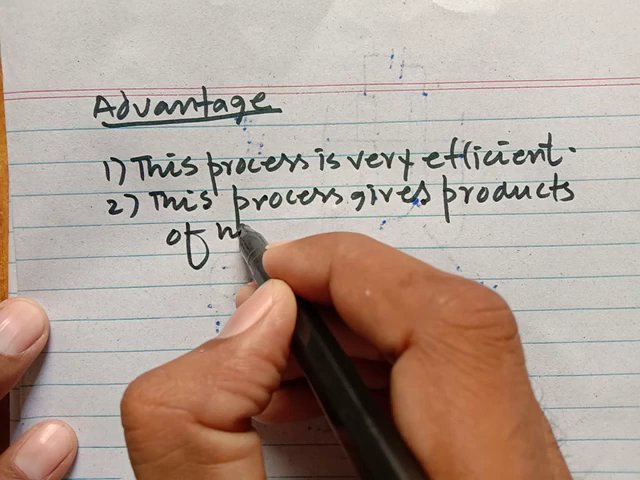 Advantage
1) This process is very efficient.
2) This process gives products
of